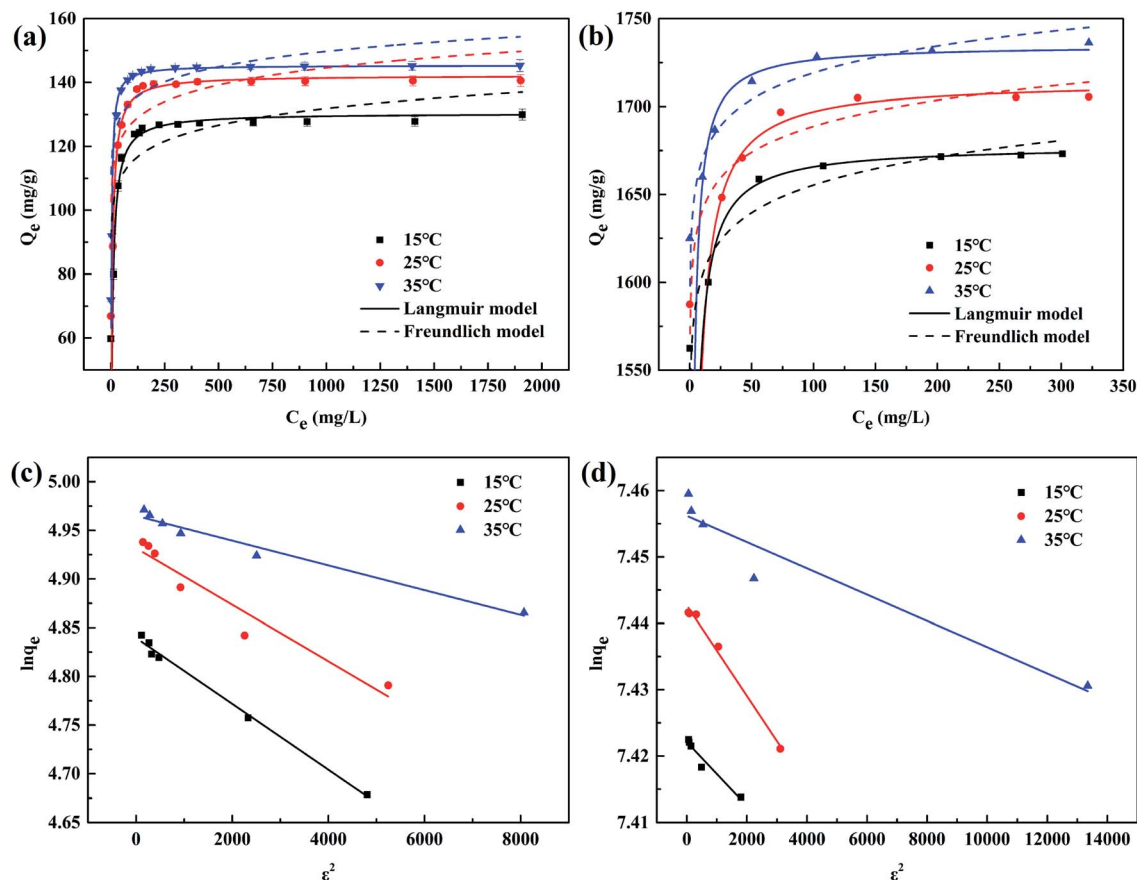 (a)
160
140
120
100
80
60
Qe (mg/g)
15°C
25°C
35°C
Langmuir model
Freundlich model
0 250 500 750 1000 1250 1500 1750 2000
Ce (mg/L)
(b)
1750
1700
1650
1600
1550
Qe (mg/g)
15°C
25°C
35°C
Langmuir model
Freundlich model
0 50 100 150 200 250 300 350
Ce (mg/L)
(c)
5.00
4.95
4.90
4.85
4.80
4.75
4.70
4.65
lnqe
15°C
25°C
35°C
0 2000 4000 6000 8000
ε²
(d)
7.46
7.45
7.44
7.43
7.42
7.41
lnqe
15°C
25°C
35°C
0 2000 4000 6000 8000 10000 12000 14000
ε²